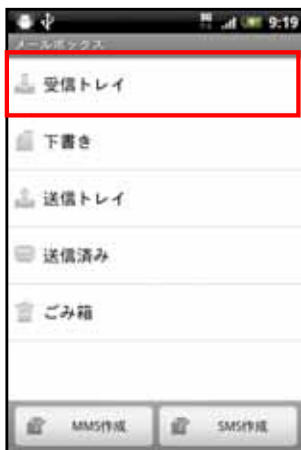 9:19
メールボックス
受信トレイ
下書き
送信トレイ
送信済み
ごみ箱
MMS作成
SMS作成